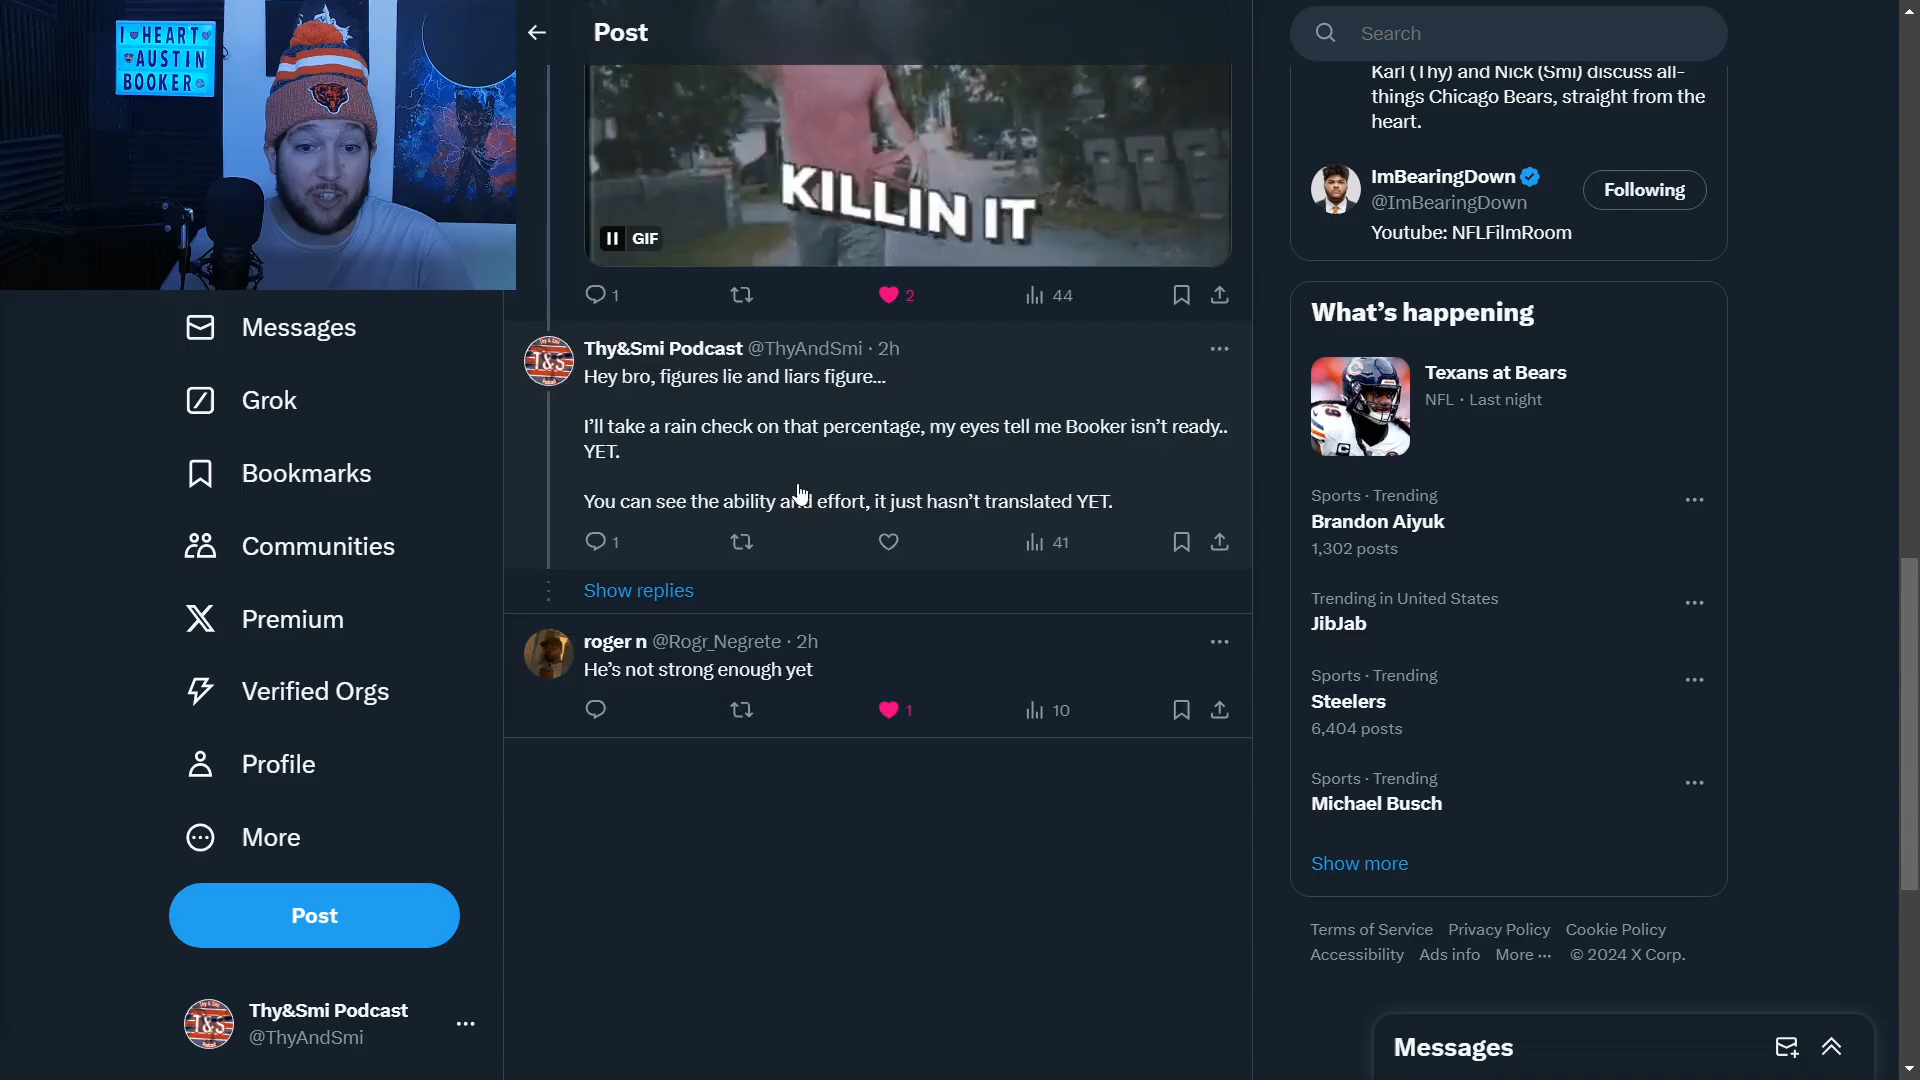 I ♥ HEART ♥
AUSTIN
BOOKER
Messages
Grok
Bookmarks
Communities
Premium
Verified Orgs
Profile
More
Post
Thy&Smi Podcast
@ThyAndSmi
Post
KILLIN IT
GIF
1
2
44
Thy&Smi Podcast @ThyAndSmi · 2h
Hey bro, figures lie and liars figure...
I'll take a rain check on that percentage, my eyes tell me Booker isn't ready..
YET.
You can see the ability and effort, it just hasn't translated YET.
1
41
Show replies
roger n @Rogr_Negrete · 2h
He's not strong enough yet
1
10
Search
Karl (Thy) and Nick (Smi) discuss all-
things Chicago Bears, straight from the
heart.
ImBearingDown
@ImBearingDown
Following
Youtube: NFLFilmRoom
What's happening
Texans at Bears
NFL · Last night
Sports · Trending
Brandon Aiyuk
1,302 posts
Trending in United States
JibJab
Sports · Trending
Steelers
6,404 posts
Sports · Trending
Michael Busch
Show more
Terms of Service Privacy Policy Cookie Policy
Accessibility Ads info More ··· © 2024 X Corp.
Messages
T&S
T&S